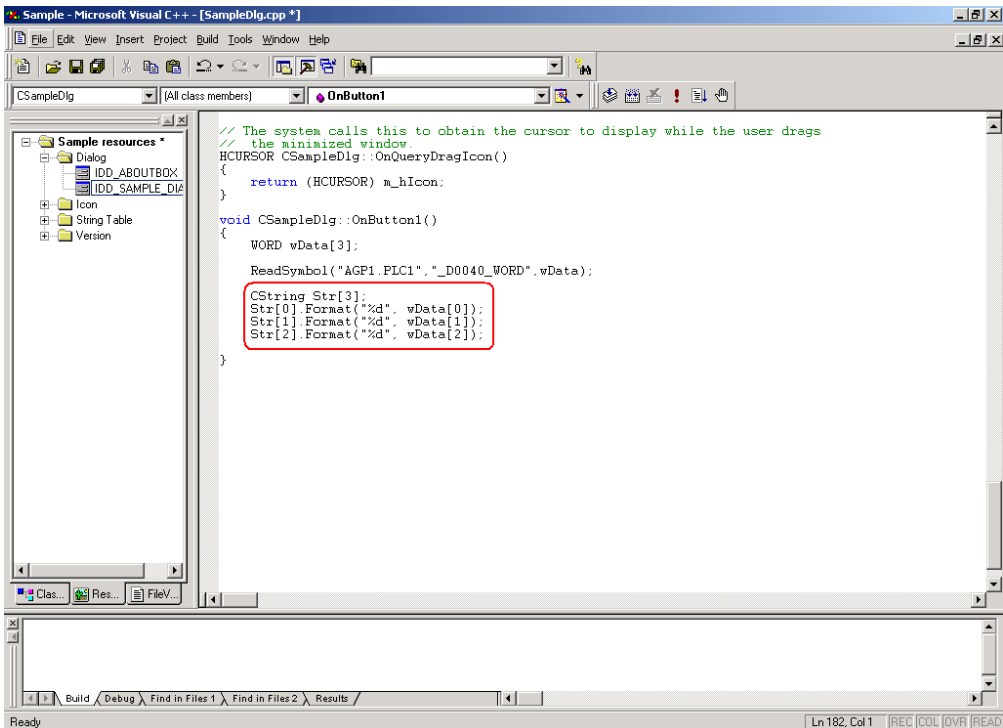 Sample - Microsoft Visual C++ - [SampleDlg.cpp *]
File Edit View Insert Project Build Tools Window Help
CSampleDlg (All class members) OnButton1
Sample resources *
Dialog
IDD_ABOUTBOX
IDD_SAMPLE_DIA
Icon
String Table
Version
Clas... Res... FileV...
// The system calls this to obtain the cursor to display while the user drags
//  the minimized window.
HCURSOR CSampleDlg::OnQueryDragIcon()
{
    return (HCURSOR) m_hIcon;
}
void CSampleDlg::OnButton1()
{
    WORD wData[3];
    ReadSymbol("AGP1.PLC1","_D0040_WORD",wData);
    CString Str[3];
    Str[0].Format("%d", wData[0]);
    Str[1].Format("%d", wData[1]);
    Str[2].Format("%d", wData[2]);
}
Build Debug Find in Files 1 Find in Files 2 Results
Ready Ln 182, Col 1 REC COL OVR READ